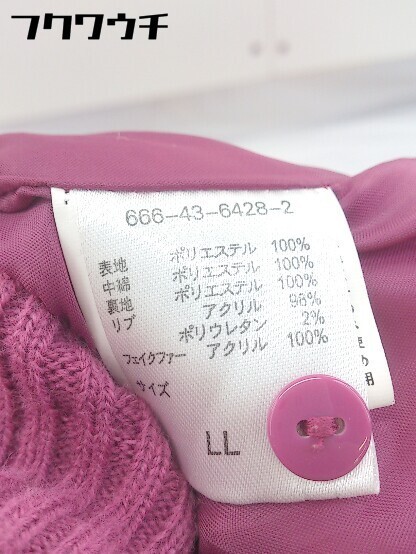 フクワウチ
666-43-6428-2
表地 ポリエステル 100%
中綿 ポリエステル 100%
裏地 ポリエステル 100%
リブ アクリル 98%
ポリウレタン 2%
フェイクファー アクリル 100%
サイズ
LL